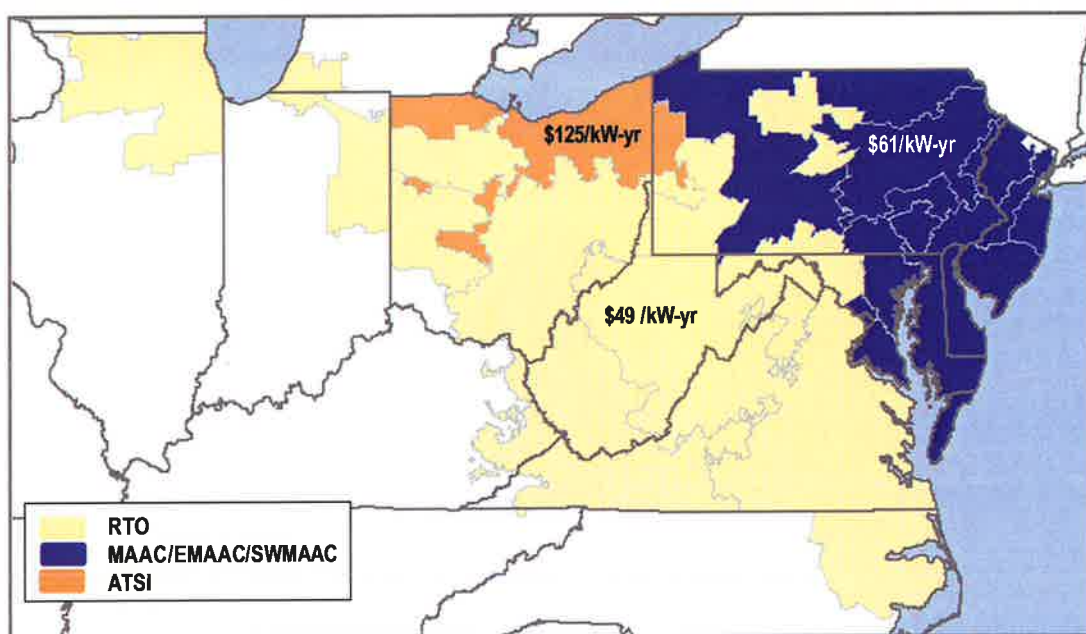 $125/kW-yr
$61/kW-yr
$49 /kW-yr
RTO
MAAC/EMAAC/SWMAAC
ATSI